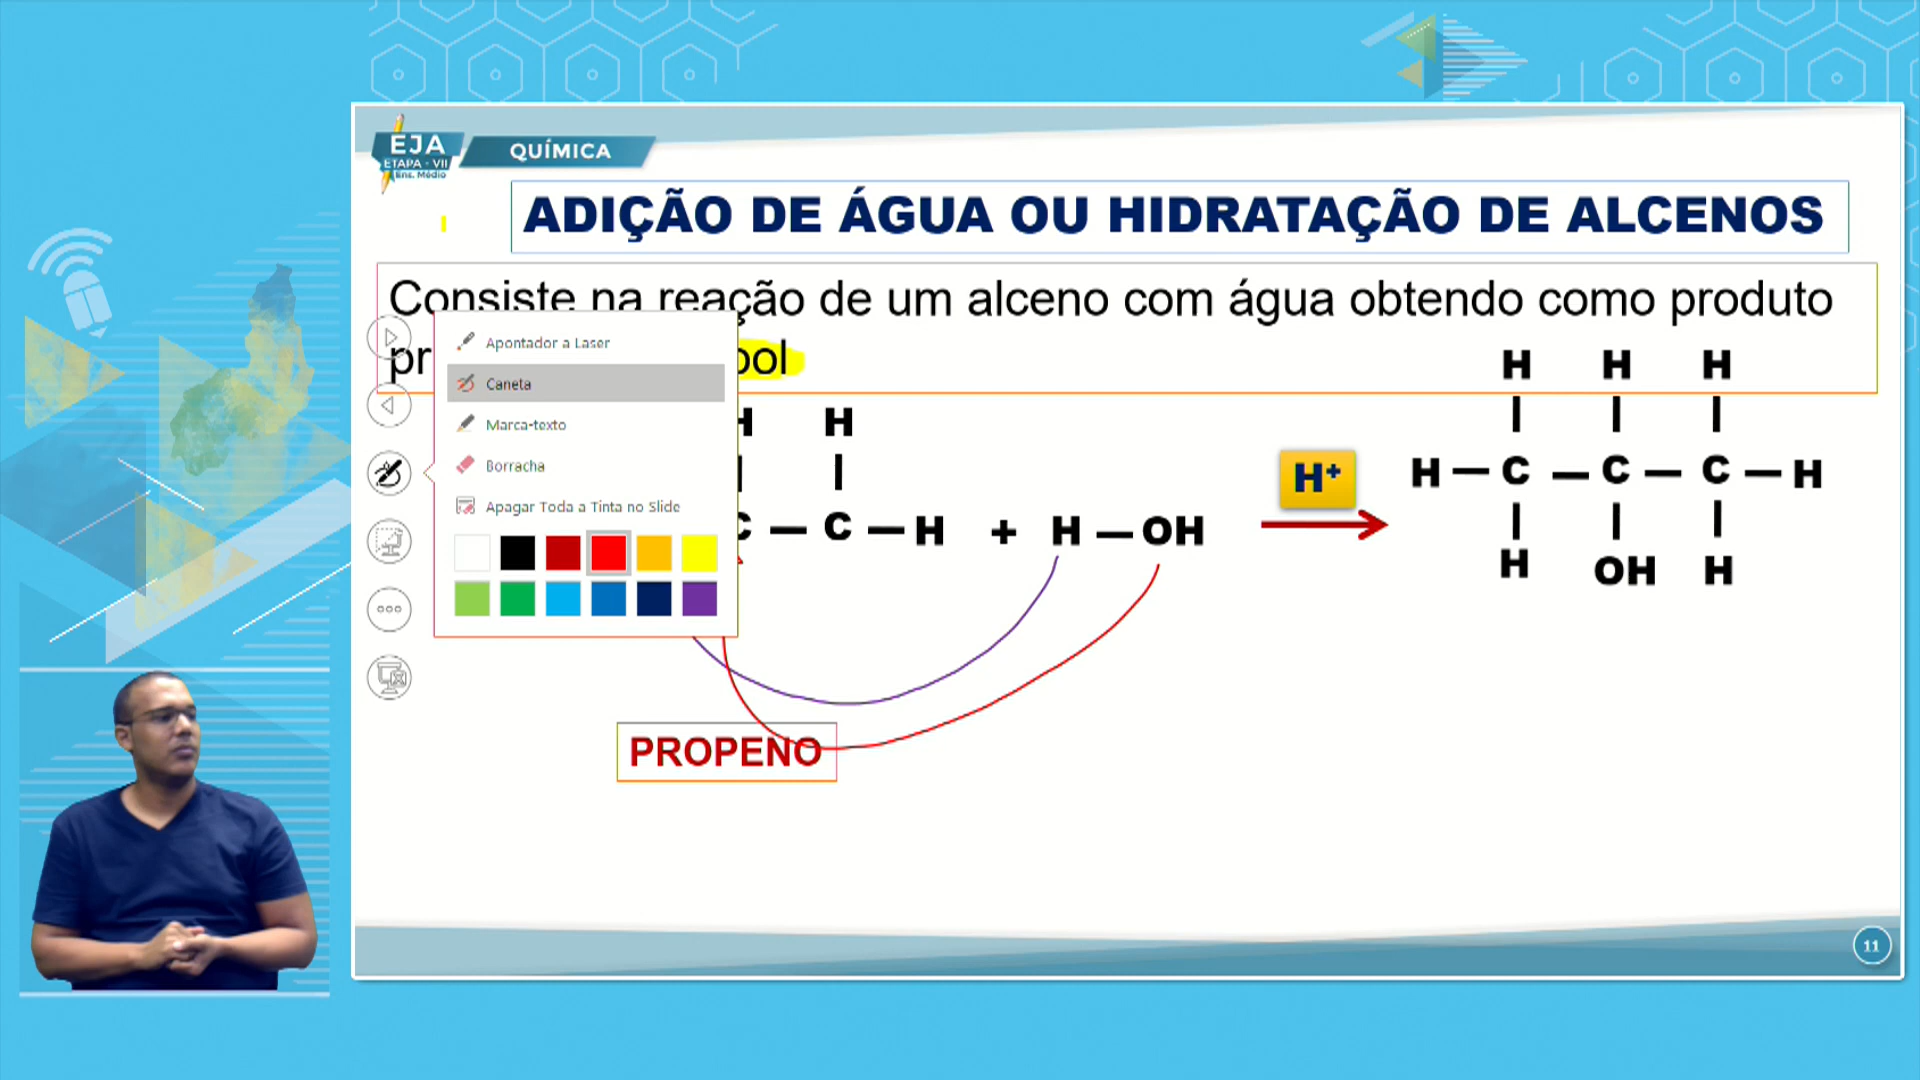 EJA
ETAPA - VII
Ens. Médio
QUÍMICA
ADIÇÃO DE ÁGUA OU HIDRATAÇÃO DE ALCENOS
Consiste na reação de um alceno com água obtendo como produto
Apontador a Laser
Caneta
Marca-texto
Borracha
Apagar Toda a Tinta no Slide
H H
C — C — H + H — OH
H+
H H H
H — C — C — C — H
H OH H
PROPENO
11